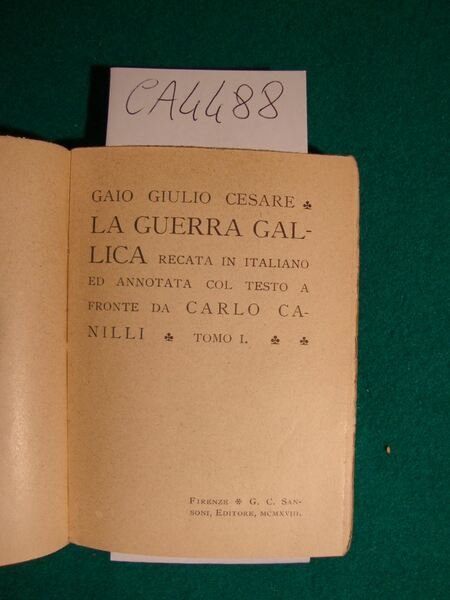 CA4488
GAIO GIULIO CESARE
LA GUERRA GAL-
LICA RECATA IN ITALIANO
ED ANNOTATA COL TESTO A
FRONTE DA CARLO CA-
NILLI TOMO I.
FIRENZE * G. C. SAN-
SONI, EDITORE, MCMXVIII.